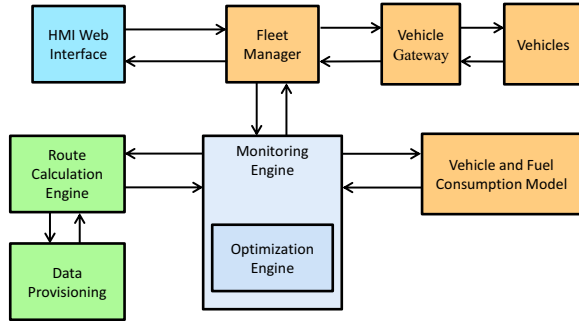 HMI Web
Interface
Fleet
Manager
Vehicle
Gateway
Vehicles
Route
Calculation
Engine
Monitoring
Engine
Vehicle and Fuel
Consumption Model
Optimization
Engine
Data
Provisioning